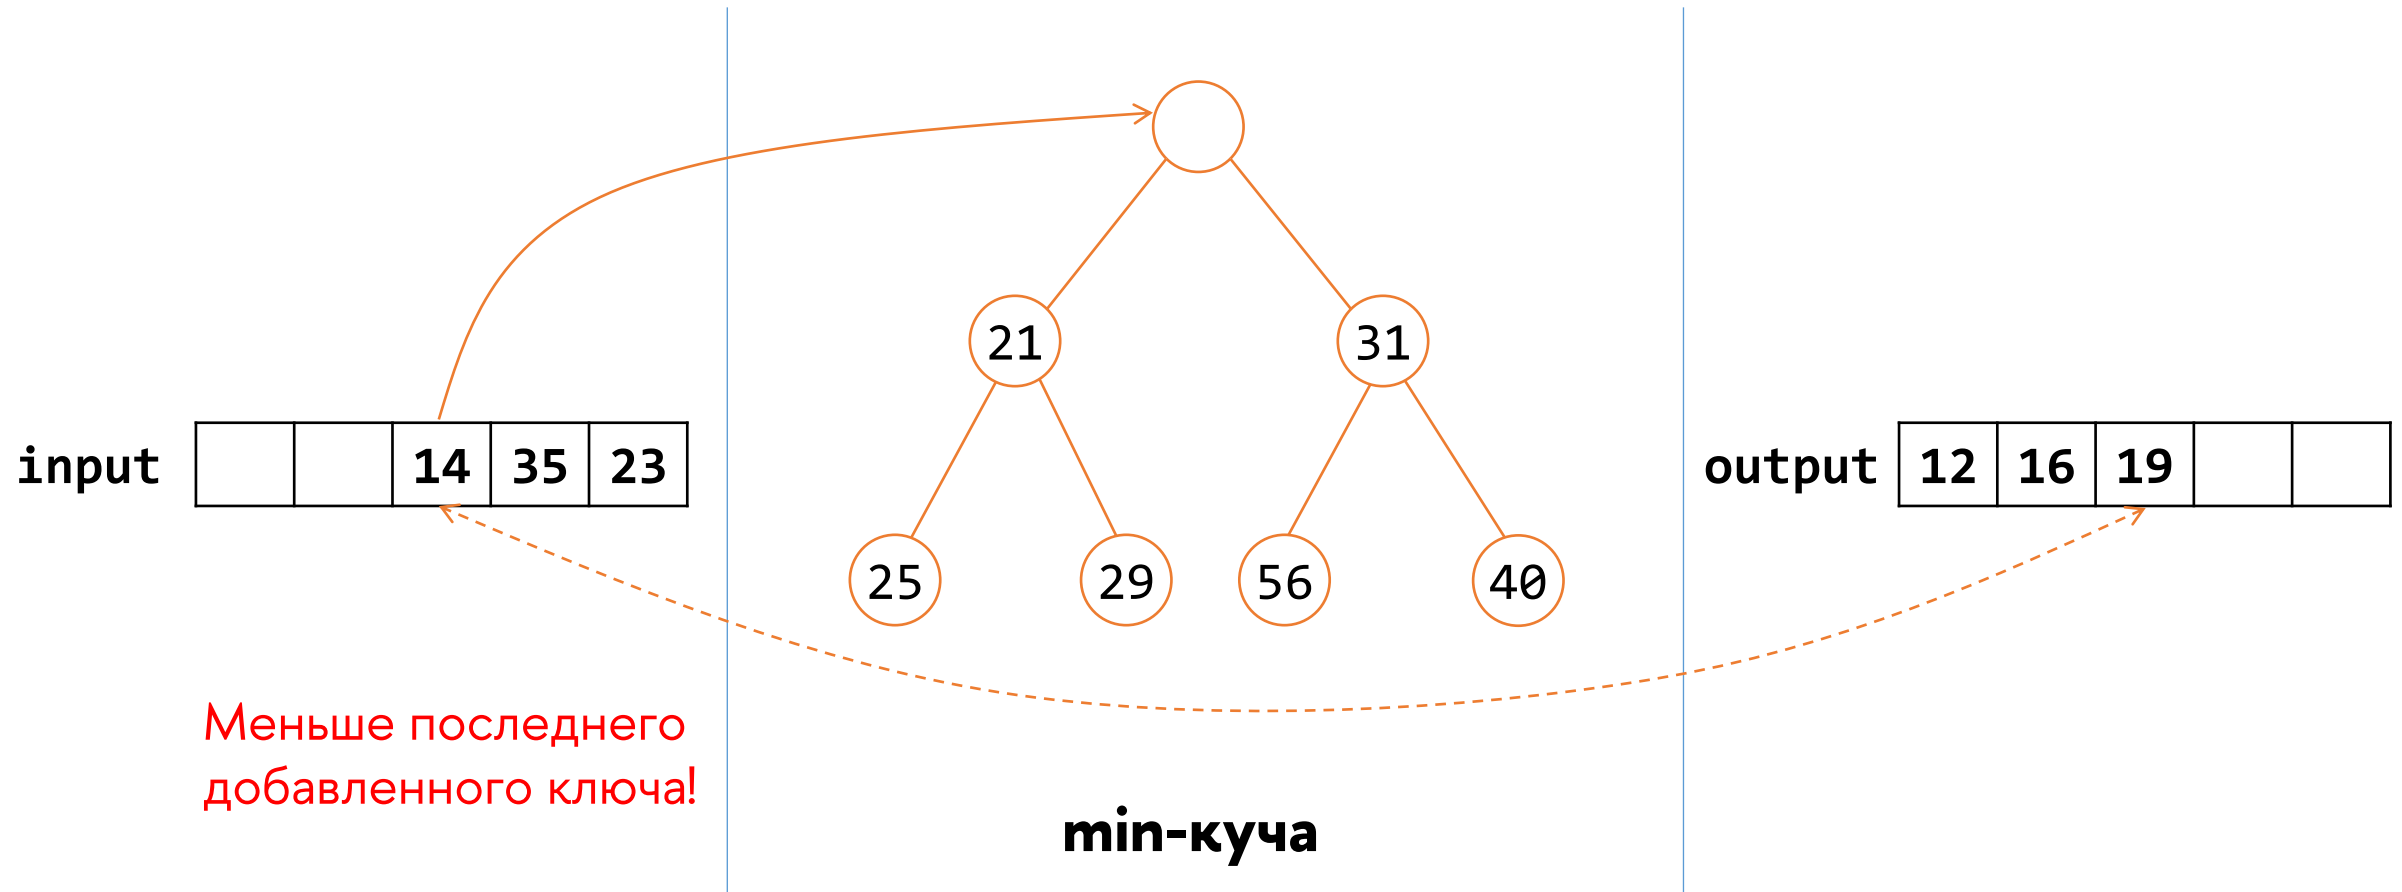 21
31
input
14 35 23
output
12 16 19
25
29
56
40
Меньше последнего
добавленного ключа!
min-куча